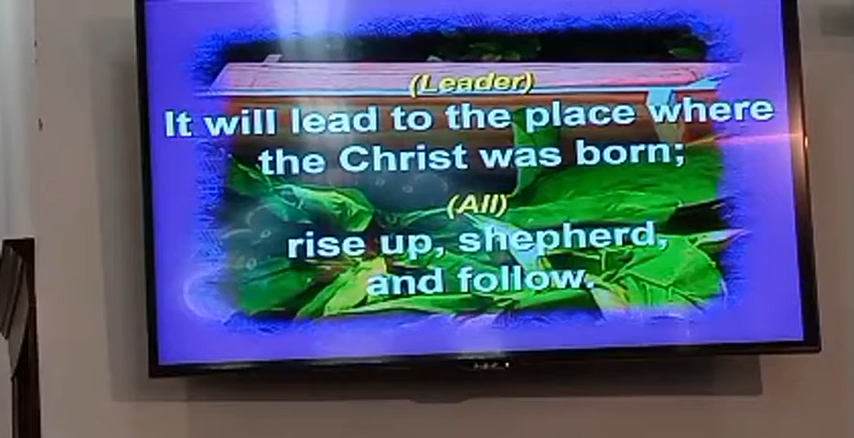 (Leader)
It will lead to the place where
the Christ was born;
(All)
rise up, shepherd,
and follow.